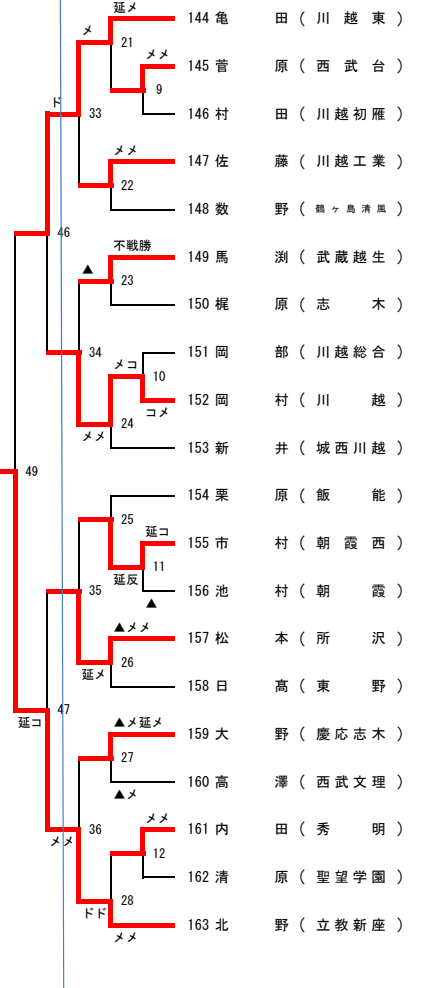 延メ
144 亀 田 ( 川 越 東 )
メ 21
メメ
145 菅 原 ( 西 武 台 )
9
ド 33
146 村 田 ( 川越初雁 )
メメ
147 佐 藤 ( 川越工業 )
22
148 数 野 ( 鶴ヶ島清風 )
46
不戦勝
149 馬 渕 ( 武蔵越生 )
▲ 23
150 梶 原 ( 志 木 )
34
151 岡 部 ( 川越総合 )
メコ 10
152 岡 村 ( 川 越 )
コメ
24
メメ
153 新 井 ( 城西川越 )
49
154 栗 原 ( 飯 能 )
25
延コ
155 市 村 ( 朝 霞 西 )
11
延反
35
156 池 村 ( 朝 霞 )
▲
▲メメ
157 松 本 ( 所 沢 )
26
延メ
158 日 髙 ( 東 野 )
47
延コ
▲メ延メ
159 大 野 ( 慶応志木 )
27
160 高 澤 ( 西武文理 )
▲メ
メメ
161 内 田 ( 秀 明 )
36
メメ
12
162 清 原 ( 聖望学園 )
28
ドド
163 北 野 ( 立教新座 )
メメ